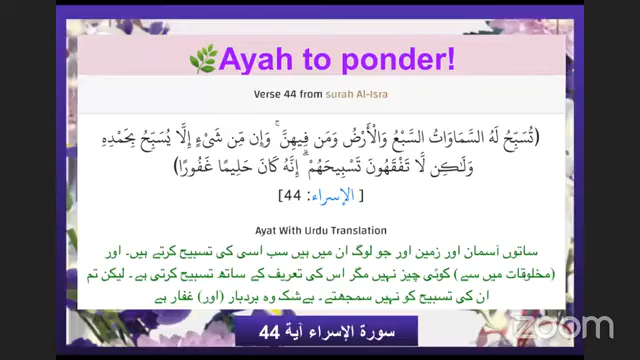 🌿Ayah to ponder!
Verse 44 from surah Al-Isra
(تُسَبِّحُ لَهُ السَّمَاوَاتُ السَّبْعُ وَالْأَرْضُ وَمَن فِيهِنَّ ۚ وَإِن مِّن شَيْءٍ إِلَّا يُسَبِّحُ بِحَمْدِهِ
وَلَٰكِن لَّا تَفْقَهُونَ تَسْبِيحَهُمْ ۗ إِنَّهُ كَانَ حَلِيمًا غَفُورًا)
[ الإسراء: 44]
Ayat With Urdu Translation
ساتوں آسمان اور زمین اور جو لوگ ان میں ہیں سب اسی کی تسبیح کرتے ہیں۔ اور
(مخلوقات میں سے) کوئی چیز نہیں مگر اس کی تعریف کے ساتھ تسبیح کرتی ہے۔ لیکن تم
ان کی تسبیح کو نہیں سمجھتے۔ بےشک وہ بردبار (اور) غفار ہے
سورة الإسراء آية 44
zoom